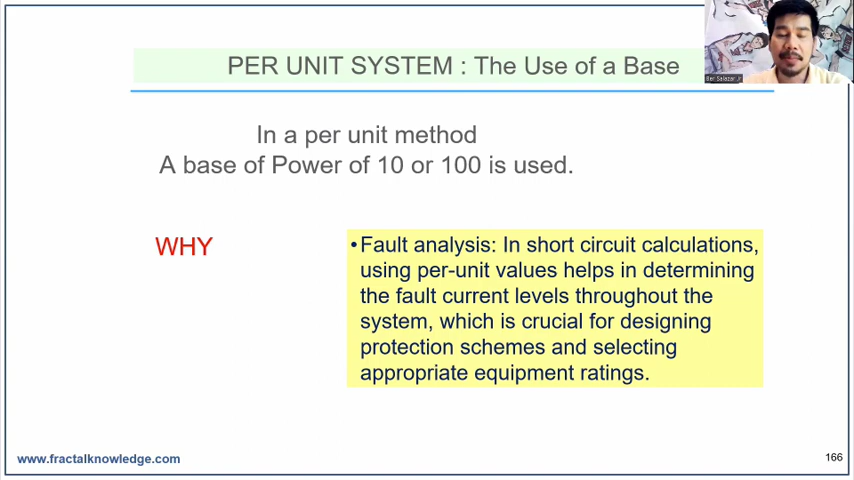 PER UNIT SYSTEM : The Use of a Base
In a per unit method
A base of Power of 10 or 100 is used.
WHY
•Fault analysis: In short circuit calculations,
using per-unit values helps in determining
the fault current levels throughout the
system, which is crucial for designing
protection schemes and selecting
appropriate equipment ratings.
www.fractalknowledge.com
166
Ber Salazar Jr